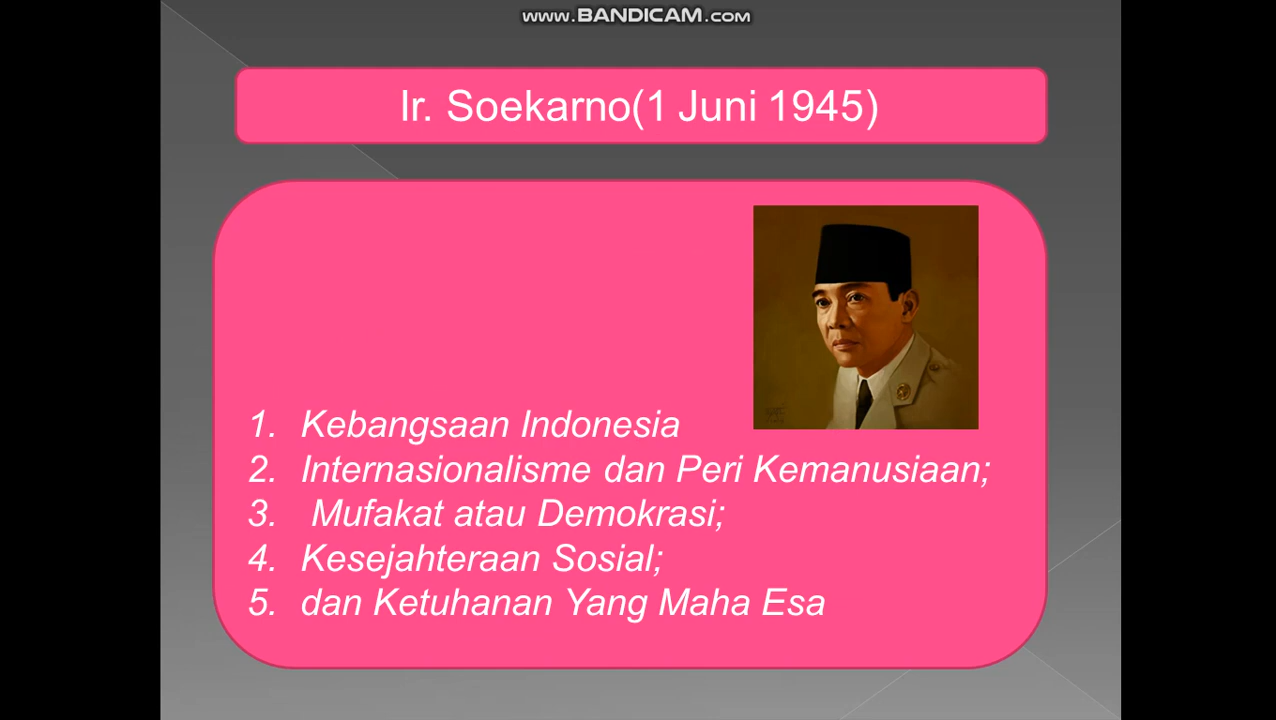 www.BANDICAM.com
Ir. Soekarno(1 Juni 1945)
1. Kebangsaan Indonesia
2. Internasionalisme dan Peri Kemanusiaan;
3. Mufakat atau Demokrasi;
4. Kesejahteraan Sosial;
5. dan Ketuhanan Yang Maha Esa